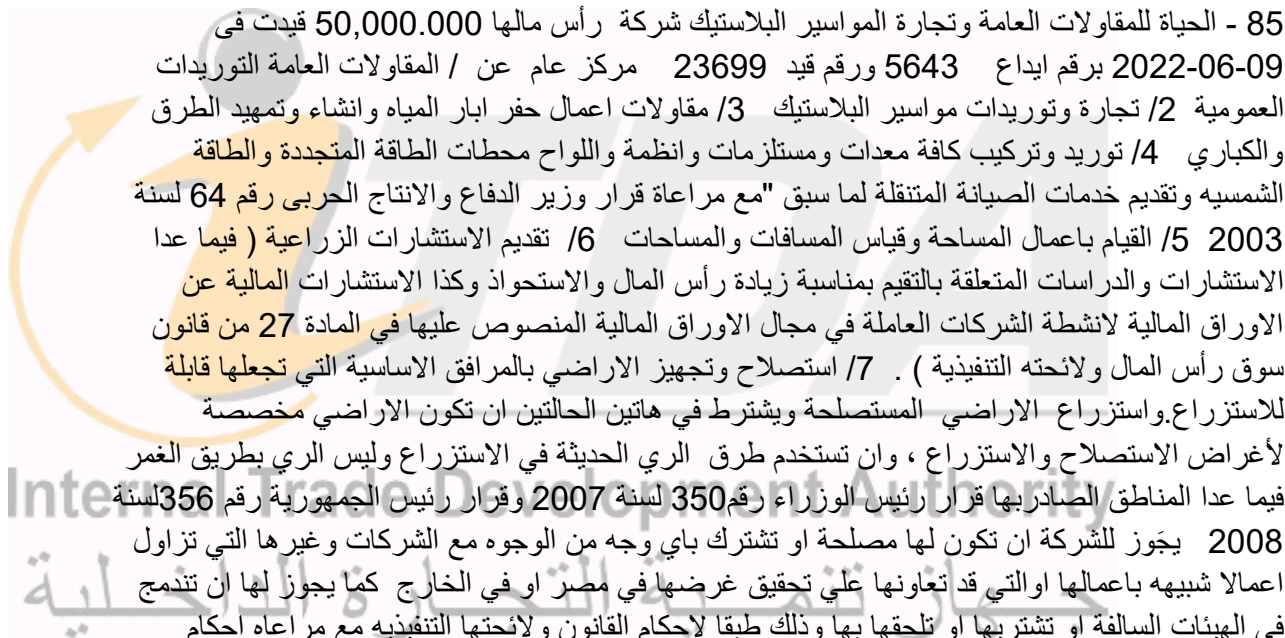 85 - الحياة للمقاولات العامة وتجارة المواسير البلاستيك شركة رأس مالها 50,000.000 قيدت فى
09-06-2022 برقم ايداع 5643 ورقم قيد 23699 مركز عام عن / المقاولات العامة التوريدات
العمومية 2/ تجارة وتوريدات مواسير البلاستيك 3/ مقاولات اعمال حفر ابار المياه وانشاء وتمهيد الطرق
والكباري 4/ توريد وتركيب كافة معدات ومستلزمات وانظمة واللواح محطات الطاقة المتجددة والطاقة
الشمسيه وتقديم خدمات الصيانة المتنقلة لما سبق "مع مراعاة قرار وزير الدفاع والانتاج الحربى رقم 64 لسنة
2003 5/ القيام باعمال المساحة وقياس المسافات والمساحات 6/ تقديم الاستشارات الزراعية ( فيما عدا
الاستشارات والدراسات المتعلقة بالتقيم بمناسبة زيادة رأس المال والاستحواذ وكذا الاستشارات المالية عن
الاوراق المالية لانشطة الشركات العاملة في مجال الاوراق المالية المنصوص عليها في المادة 27 من قانون
سوق رأس المال ولائحته التنفيذية ) . 7/ استصلاح وتجهيز الاراضي بالمرافق الاساسية التي تجعلها قابلة
للاستزراع.واستزراع الاراضي المستصلحة ويشترط في هاتين الحالتين ان تكون الاراضي مخصصة
لأغراض الاستصلاح والاستزراع ، وان تستخدم طرق الري الحديثة في الاستزراع وليس الري بطريق الغمر
فيما عدا المناطق الصادربها قرار رئيس الوزراء رقم350 لسنة 2007 وقرار رئيس الجمهورية رقم 356لسنة
2008 يجَوز للشركة ان تكون لها مصلحة او تشترك باي وجه من الوجوه مع الشركات وغيرها التي تزاول
اعمالا شبيهه باعمالها اوالتي قد تعاونها علي تحقيق غرضها في مصر او في الخارج كما يجوز لها ان تندمج
في الهيئات السالفة او تشتريها او تلحقها بها وذلك طبقا لاحكام القانون ولائحتها التنفيذيه مع مراعاه احكام
iTDA
Internal Trade Development Authority
جهاز تنمية التجارة الداخلية